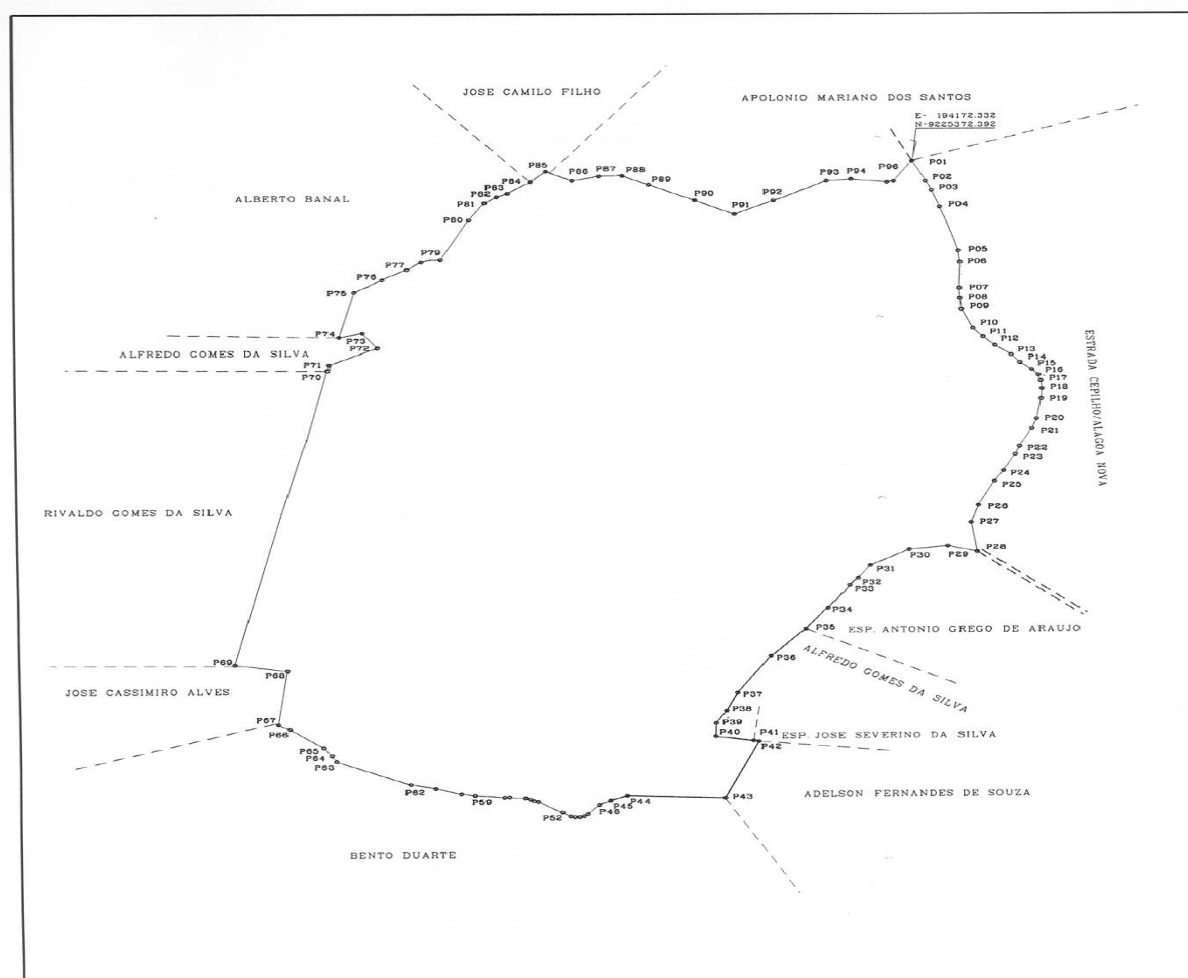 JOSE CAMILO FILHO
APOLONIO MARIANO DOS SANTOS
E- 194172.332
N-9225372.392
P01
P02
P03
P04
P05
P06
P07
P08
P09
P10
P11
P12
P13
P14
P15
P16
P17
P18
P19
P20
P21
P22
P23
P24
P25
P26
P27
P28
P29
P30
P31
P32
P33
P34
P35
P36
P37
P38
P39
P40
P41
P42
P43
P44
P45
P46
P52
P59
P62
P63
P64
P65
P66
P67
P68
P69
P70
P71
P72
P73
P74
P75
P76
P77
P79
P80
P81
P82
P83
P84
P85
P86
P87
P88
P89
P90
P91
P92
P93
P94
P96
ESTRADA CEPILHO/ALAGOA NOVA
ALBERTO BANAL
ALFREDO GOMES DA SILVA
RIVALDO GOMES DA SILVA
JOSE CASSIMIRO ALVES
BENTO DUARTE
ESP. ANTONIO GREGO DE ARAUJO
ALFREDO GOMES DA SILVA
ESP. JOSE SEVERINO DA SILVA
ADELSON FERNANDES DE SOUZA